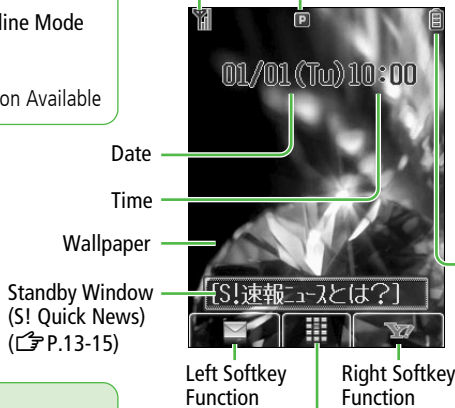 line Mode
on Available
P
01/01(Tu)10:00
Date
Time
Wallpaper
Standby Window
(S! Quick News)
(☞P.13-15)
[S!速報ニュースとは?]
Left Softkey
Function
Right Softkey
Function